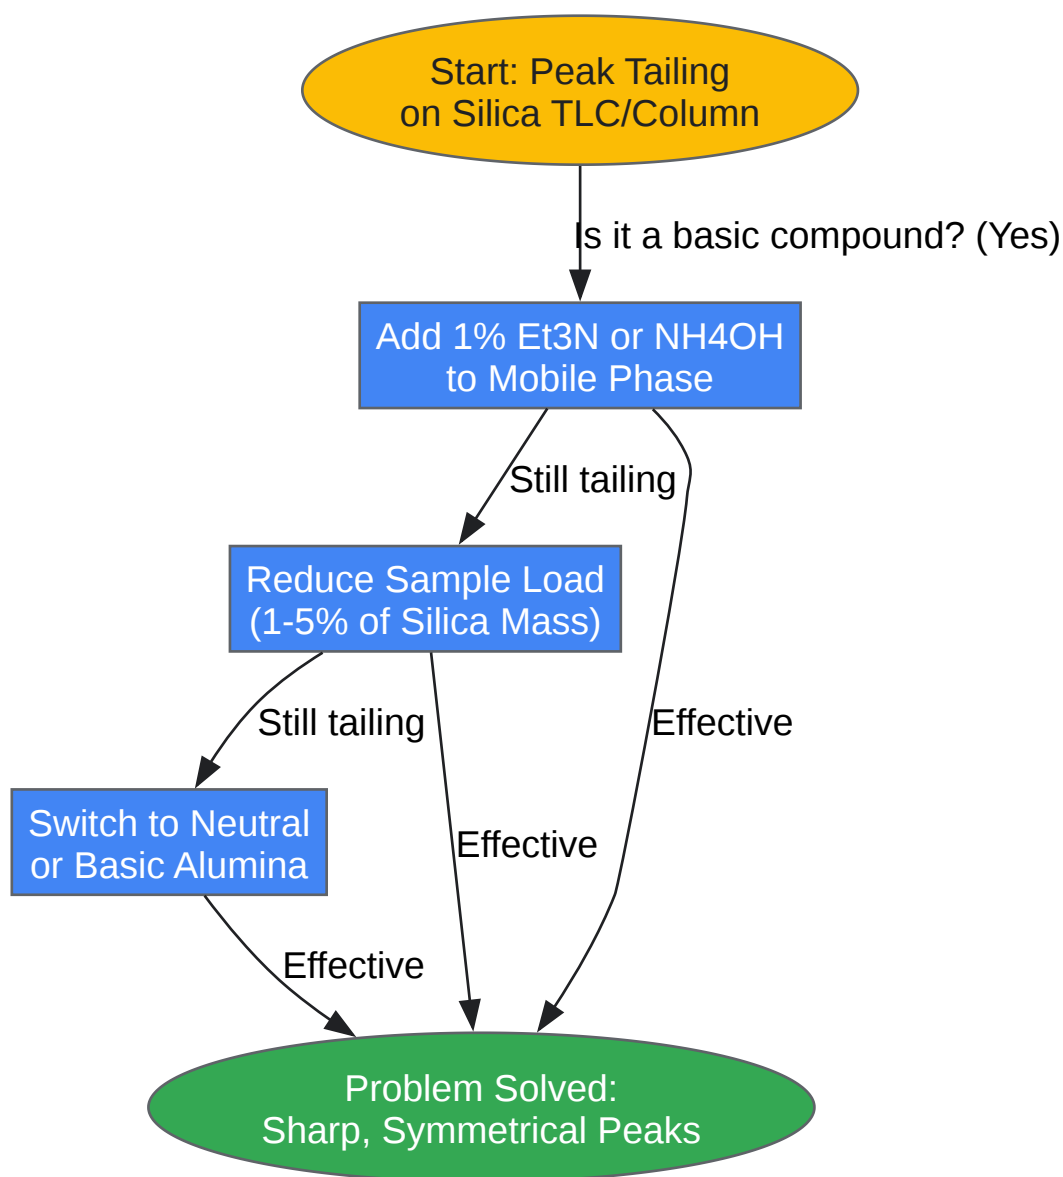 Start: Peak Tailing
on Silica TLC/Column
Is it a basic compound? (Yes)
Add 1% Et3N or NH4OH
to Mobile Phase
Still tailing
Reduce Sample Load
(1-5% of Silica Mass)
Still tailing
Effective
Switch to Neutral
or Basic Alumina
Effective
Effective
Problem Solved:
Sharp, Symmetrical Peaks